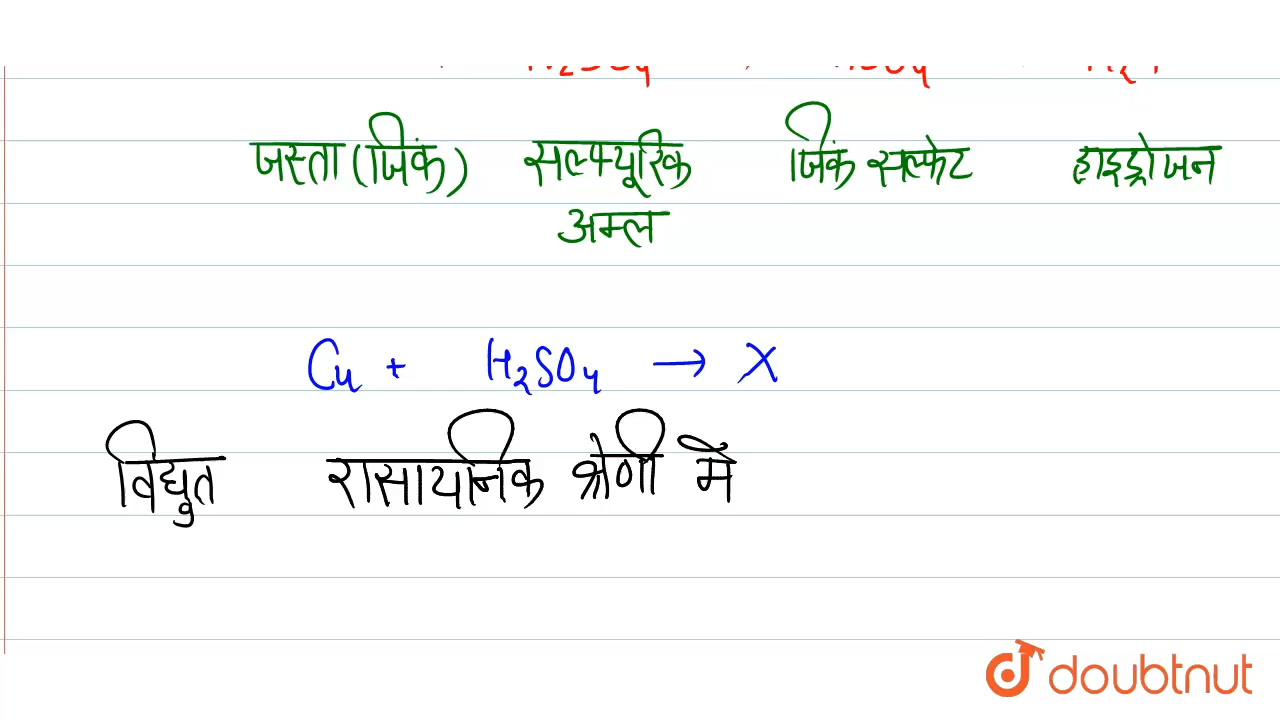 जस्ता (जिंक) सल्फ्यूरिक जिंक सल्फेट हाइड्रोजन
अम्ल
Cu + H₂SO₄ → X
विद्युत रासायनिक श्रेणी में
doubtnut